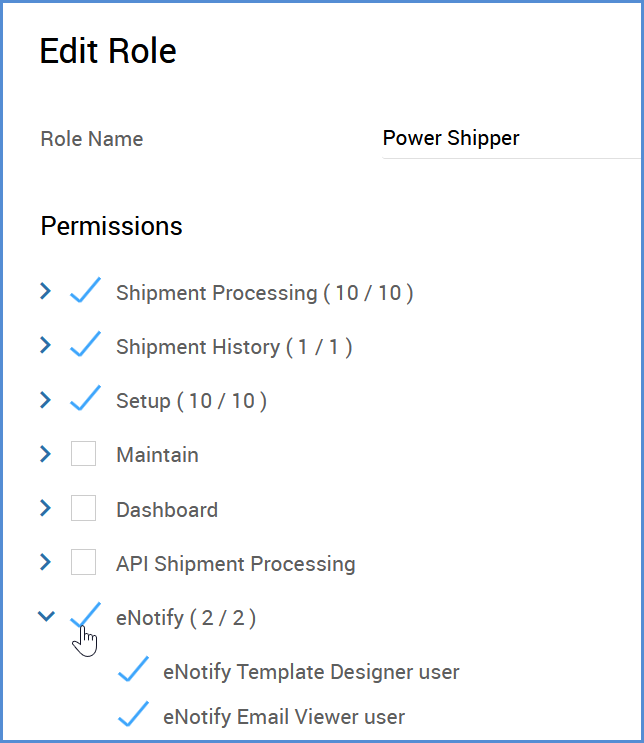 Edit Role
Role Name
Power Shipper
Permissions
Shipment Processing ( 10 / 10 )
Shipment History ( 1 / 1 )
Setup ( 10 / 10 )
Maintain
Dashboard
API Shipment Processing
eNotify ( 2 / 2 )
eNotify Template Designer user
eNotify Email Viewer user